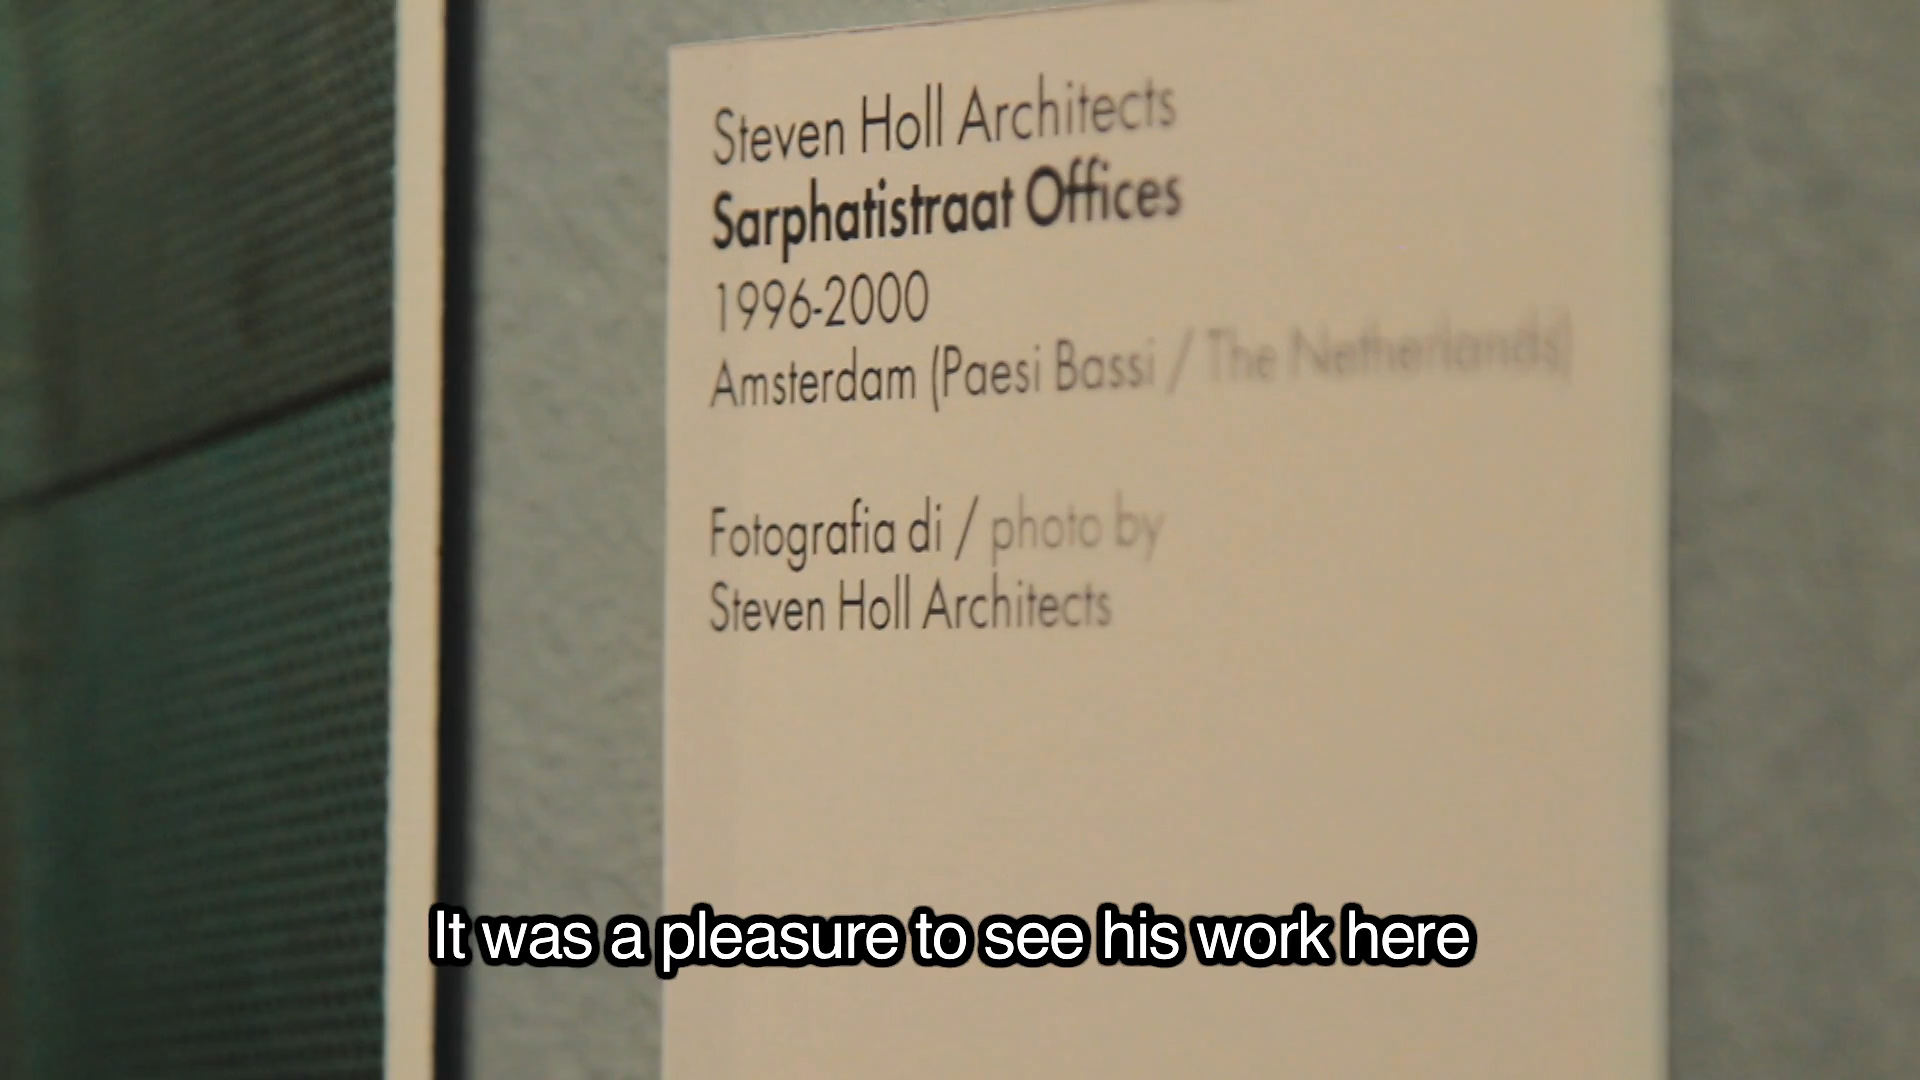 Steven Holl Architects
Sarphatistraat Offices
1996-2000
Amsterdam (Paesi Bassi / The Netherlands)
Fotografia di / photo by
Steven Holl Architects
It was a pleasure to see his work here